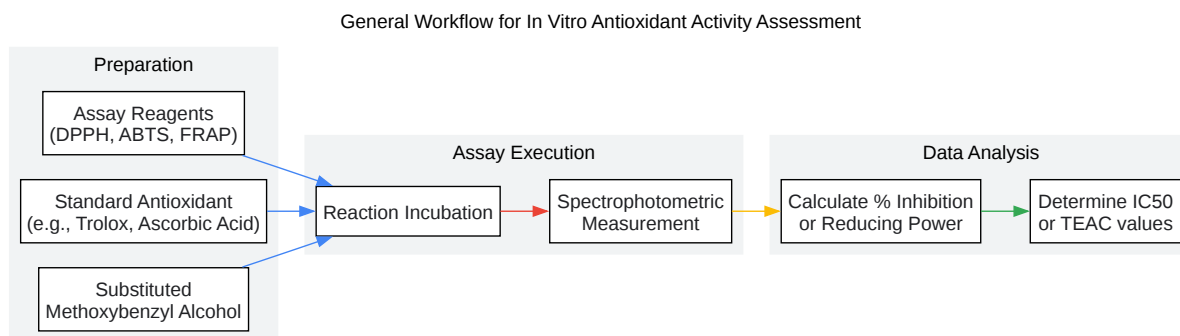 General Workflow for In Vitro Antioxidant Activity Assessment
Preparation
Assay Reagents
(DPPH, ABTS, FRAP)
Standard Antioxidant
(e.g., Trolox, Ascorbic Acid)
Substituted
Methoxybenzyl Alcohol
Assay Execution
Reaction Incubation
Spectrophotometric
Measurement
Data Analysis
Calculate % Inhibition
or Reducing Power
Determine IC50
or TEAC values